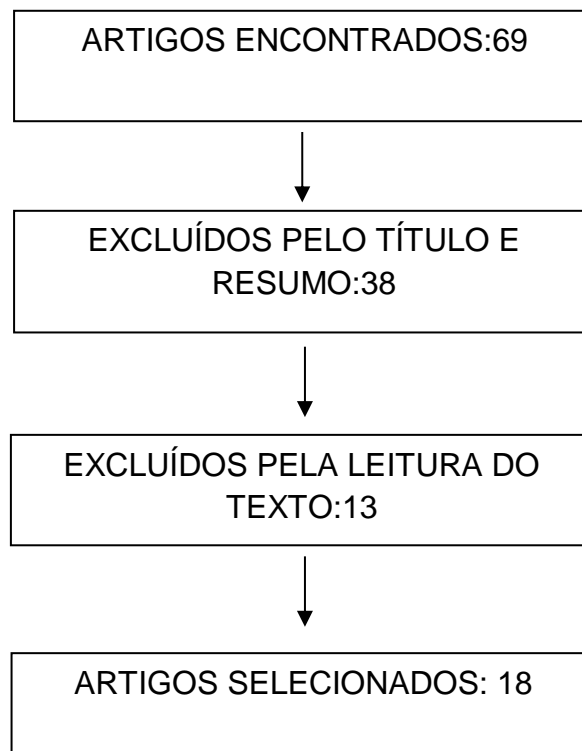 ARTIGOS ENCONTRADOS:69
EXCLUÍDOS PELO TÍTULO E
RESUMO:38
EXCLUÍDOS PELA LEITURA DO
TEXTO:13
ARTIGOS SELECIONADOS: 18